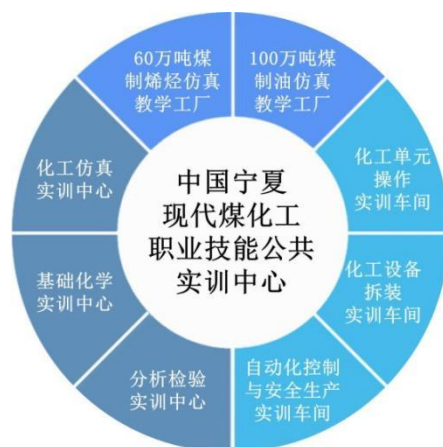 中国宁夏
现代煤化工
职业技能公共
实训中心
60万吨煤
制烯烃仿真
教学工厂
100万吨煤
制油仿真
教学工厂
化工单元
操作
实训车间
化工设备
拆装
实训车间
自动化控制
与安全生产
实训车间
分析检验
实训中心
基础化学
实训中心
化工仿真
实训中心